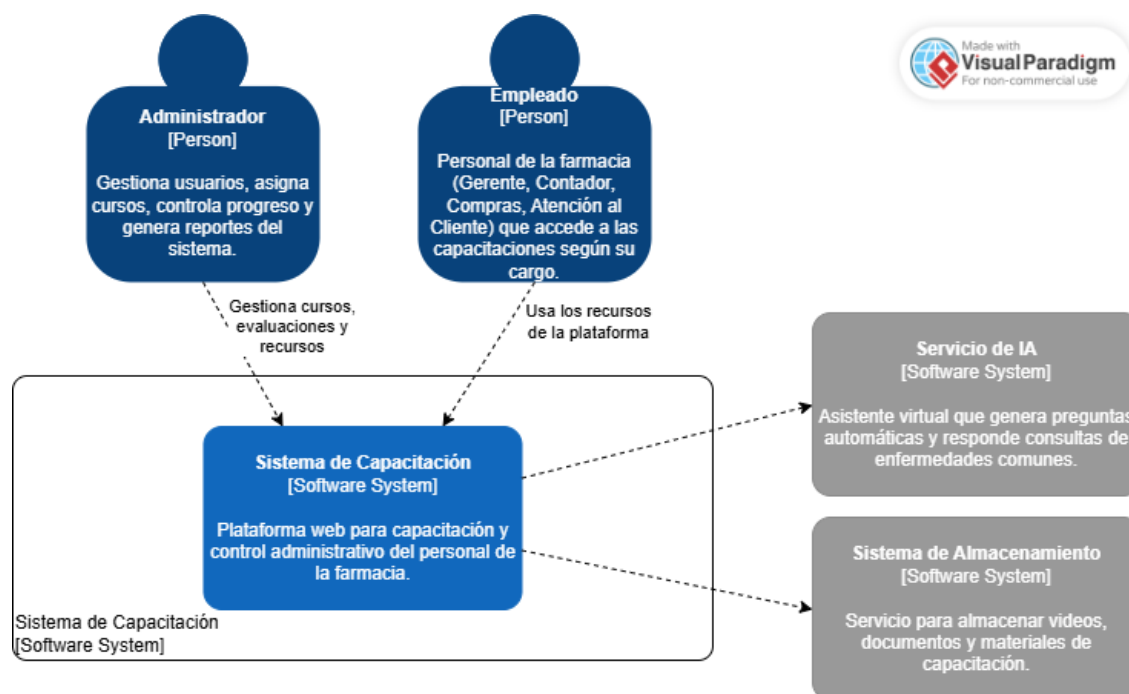 Made with
Visual Paradigm
For non-commercial use
Administrador
[Person]
Gestiona usuarios, asigna
cursos, controla progreso y
genera reportes del
sistema.
Empleado
[Person]
Personal de la farmacia
(Gerente, Contador,
Compras, Atención al
Cliente) que accede a las
capacitaciones según su
cargo.
Gestiona cursos,
evaluaciones y
recursos
Usa los recursos
de la plataforma
Servicio de IA
[Software System]
Asistente virtual que genera preguntas
automáticas y responde consultas de
enfermedades comunes.
Sistema de Capacitación
[Software System]
Plataforma web para capacitación y
control administrativo del personal de
la farmacia.
Sistema de Almacenamiento
[Software System]
Servicio para almacenar videos,
documentos y materiales de
capacitación.
Sistema de Capacitación
[Software System]